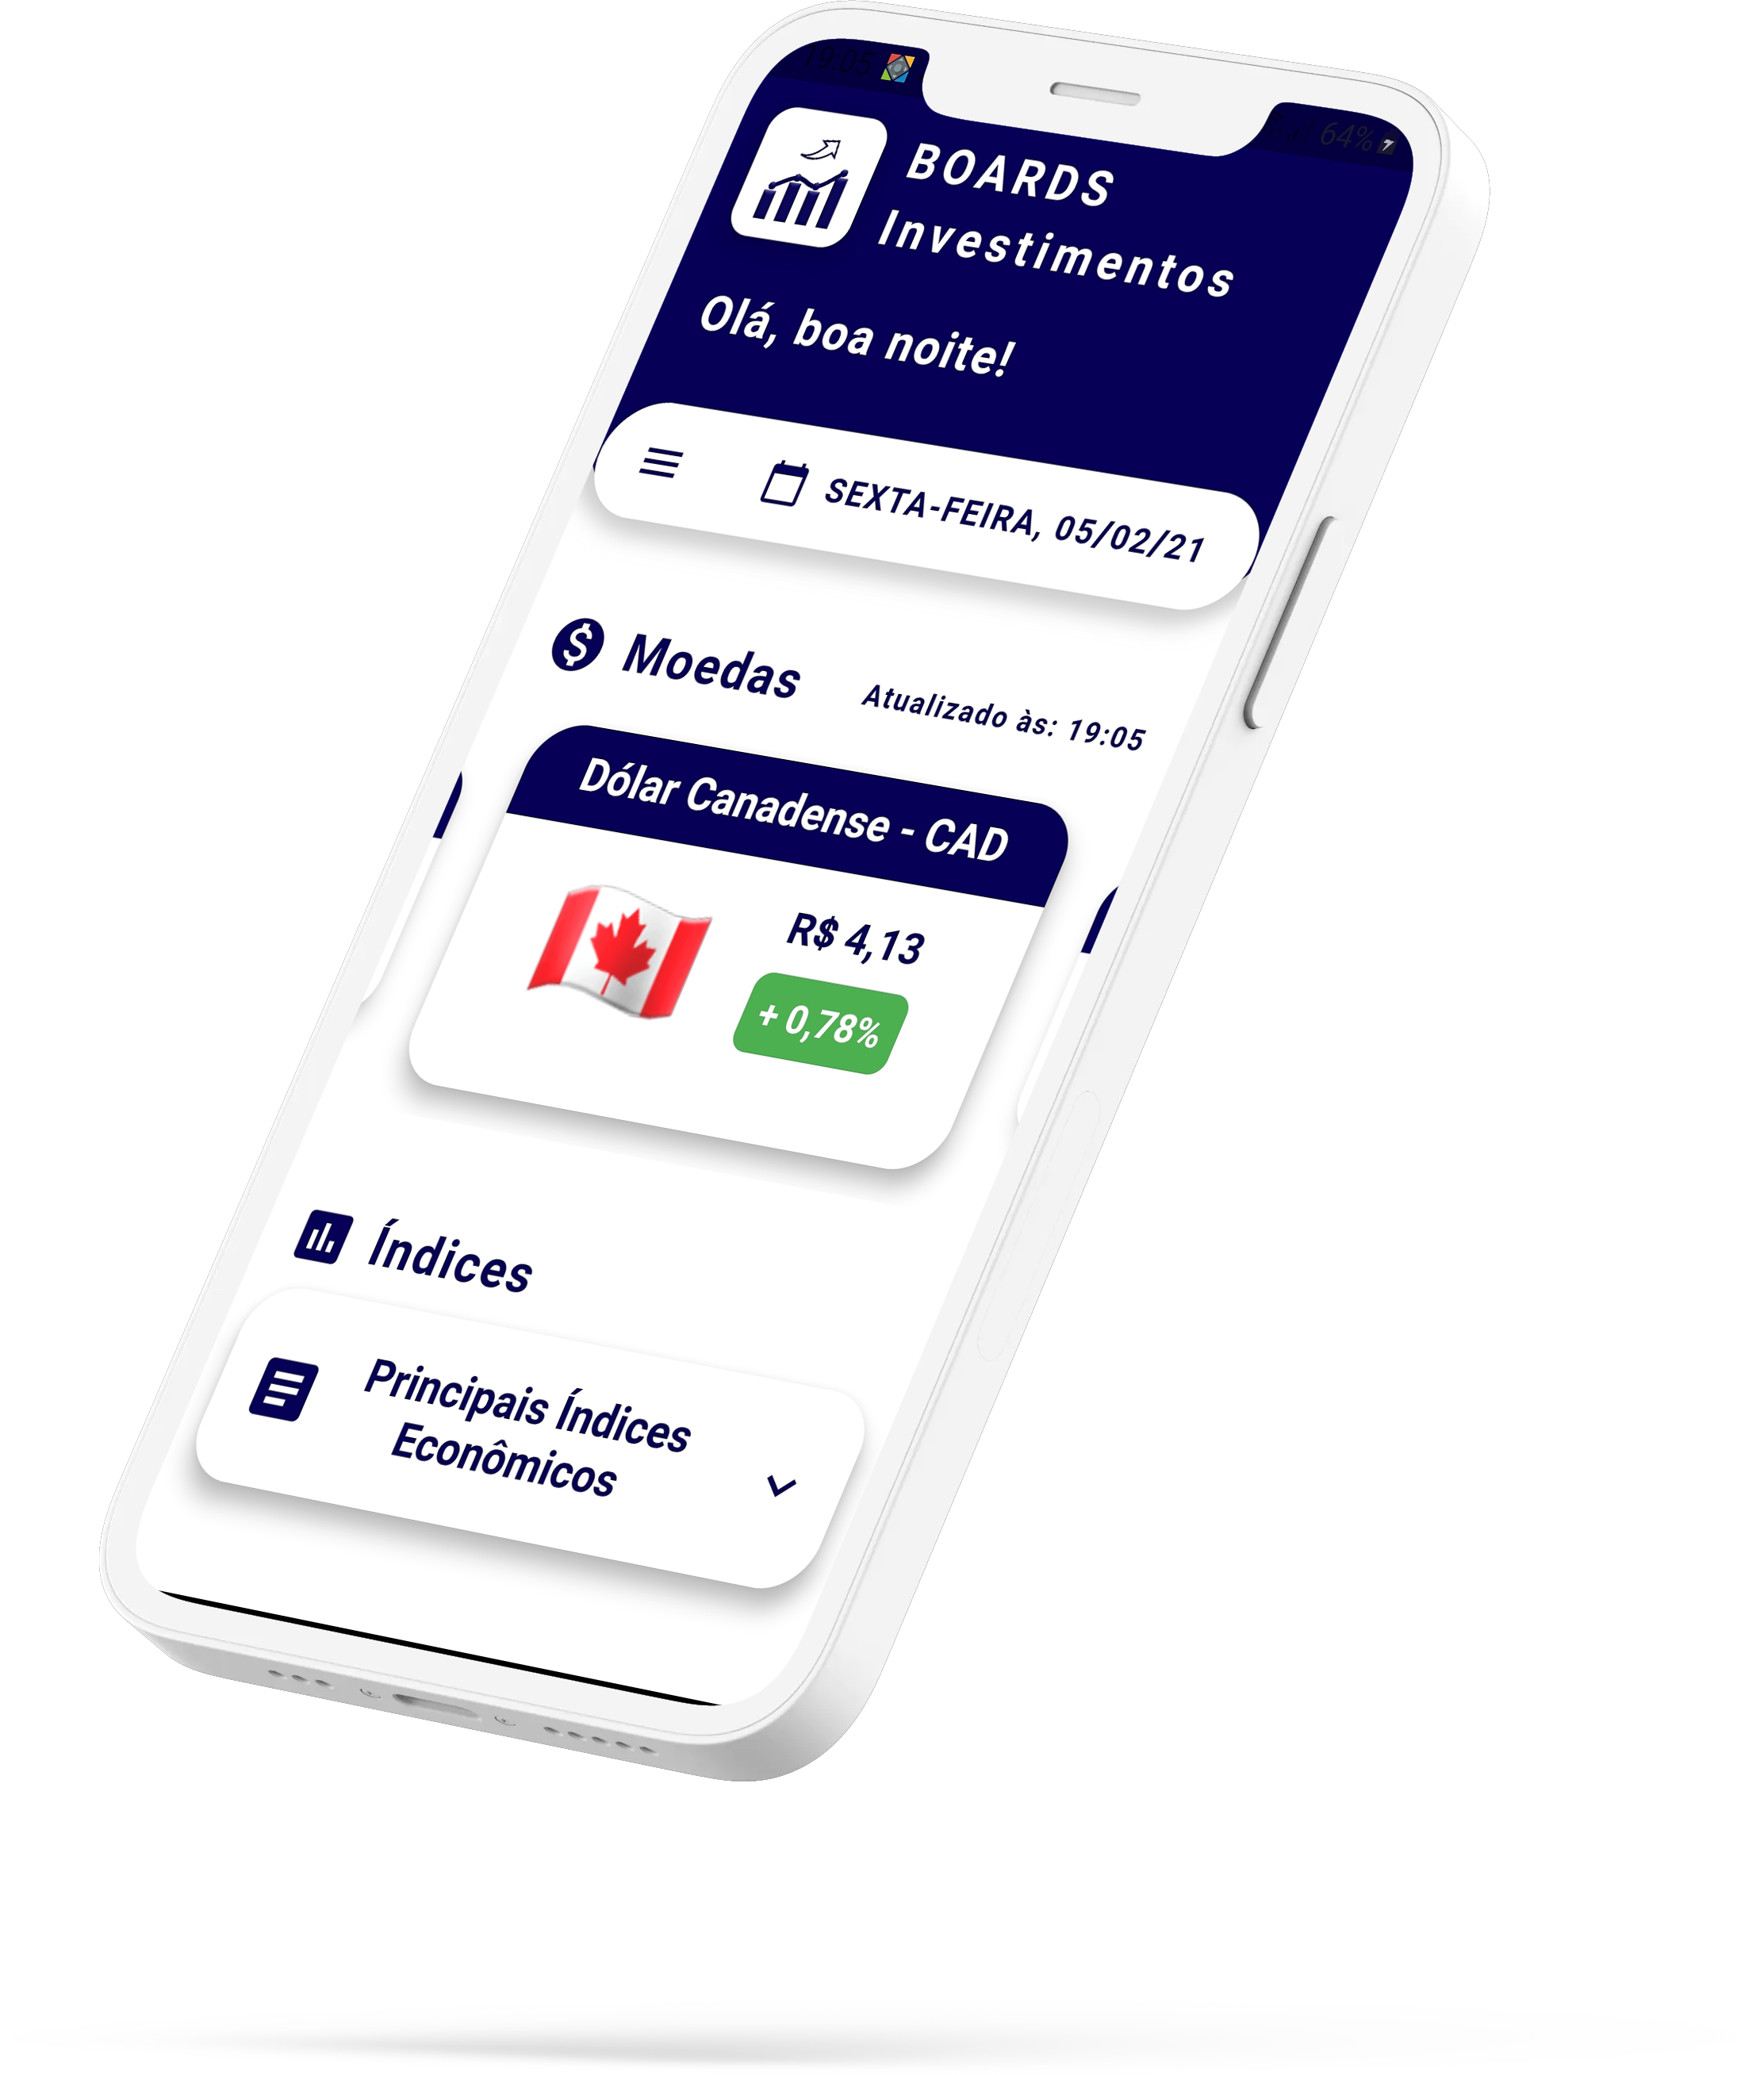 19:05
64%
BOARDS
Investimentos
Olá, boa noite!
SEXTA-FEIRA, 05/02/21
Moedas
Atualizado às: 19:05
Dólar Canadense - CAD
R$ 4,13
+ 0,78%
Índices
Principais Índices
Econômicos